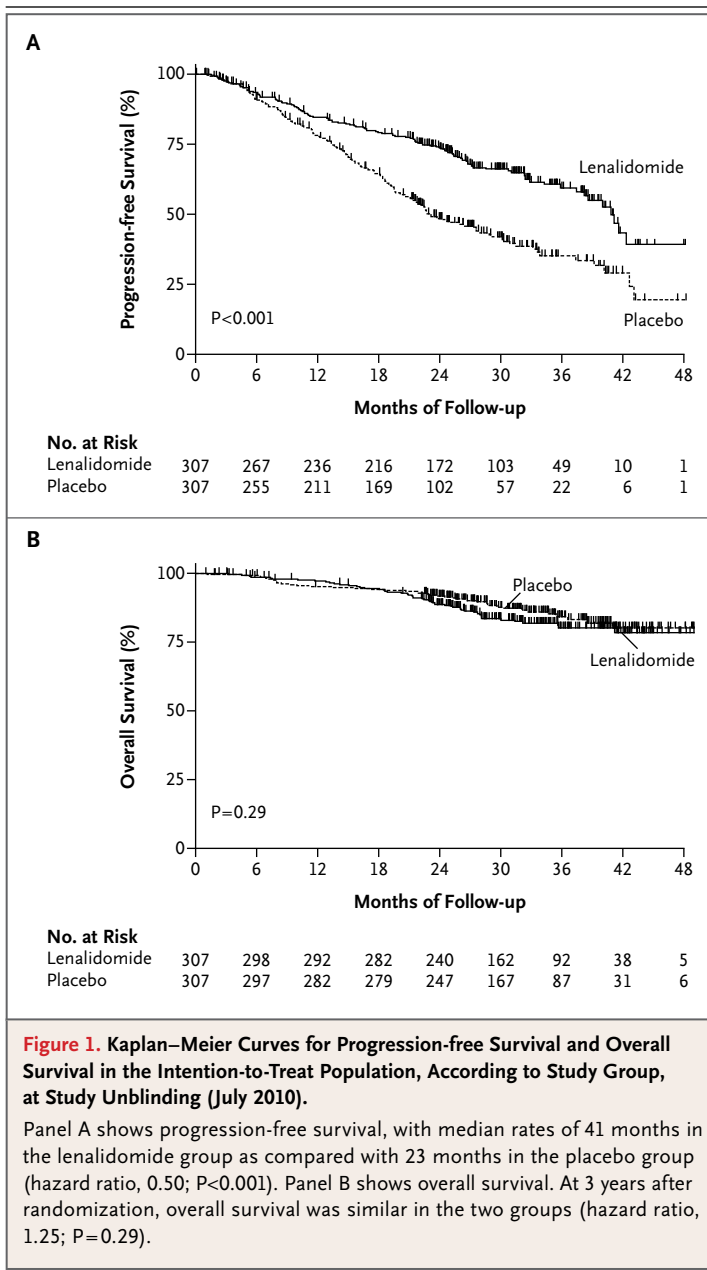 A
100
75
50
25
0
Progression-free Survival (%)
Lenalidomide
Placebo
P<0.001
0 6 12 18 24 30 36 42 48
Months of Follow-up
No. at Risk
Lenalidomide 307 267 236 216 172 103 49 10 1
Placebo 307 255 211 169 102 57 22 6 1
B
100
75
50
25
0
Overall Survival (%)
Placebo
Lenalidomide
P=0.29
0 6 12 18 24 30 36 42 48
Months of Follow-up
No. at Risk
Lenalidomide 307 298 292 282 240 162 92 38 5
Placebo 307 297 282 279 247 167 87 31 6
Figure 1. Kaplan–Meier Curves for Progression-free Survival and Overall
Survival in the Intention-to-Treat Population, According to Study Group,
at Study Unblinding (July 2010).
Panel A shows progression-free survival, with median rates of 41 months in
the lenalidomide group as compared with 23 months in the placebo group
(hazard ratio, 0.50; P<0.001). Panel B shows overall survival. At 3 years after
randomization, overall survival was similar in the two groups (hazard ratio,
1.25; P=0.29).